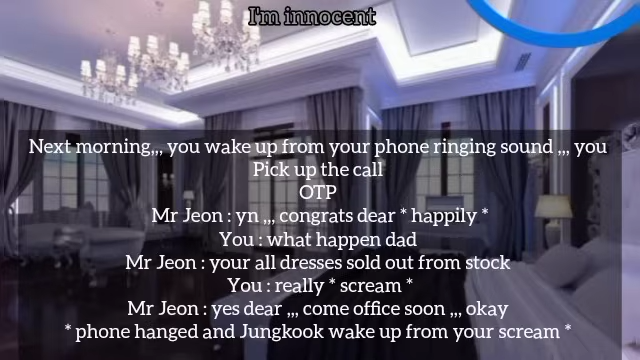 I'm innocent
Next morning,,, you wake up from your phone ringing sound ,,, you
Pick up the call
OTP
Mr Jeon : yn ,,, congrats dear * happily *
You : what happen dad
Mr Jeon : your all dresses sold out from stock
You : really * scream *
Mr Jeon : yes dear ,,, come office soon ,,, okay
* phone hanged and Jungkook wake up from your scream *